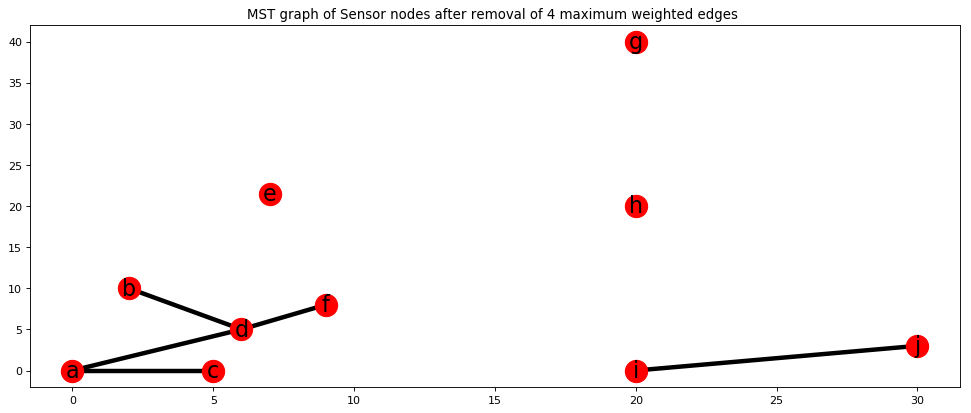 MST graph of Sensor nodes after removal of 4 maximum weighted edges
40
35
30
25
20
15
10
5
0
g
e
h
b
f
d
a
c
i
j
0 5 10 15 20 25 30